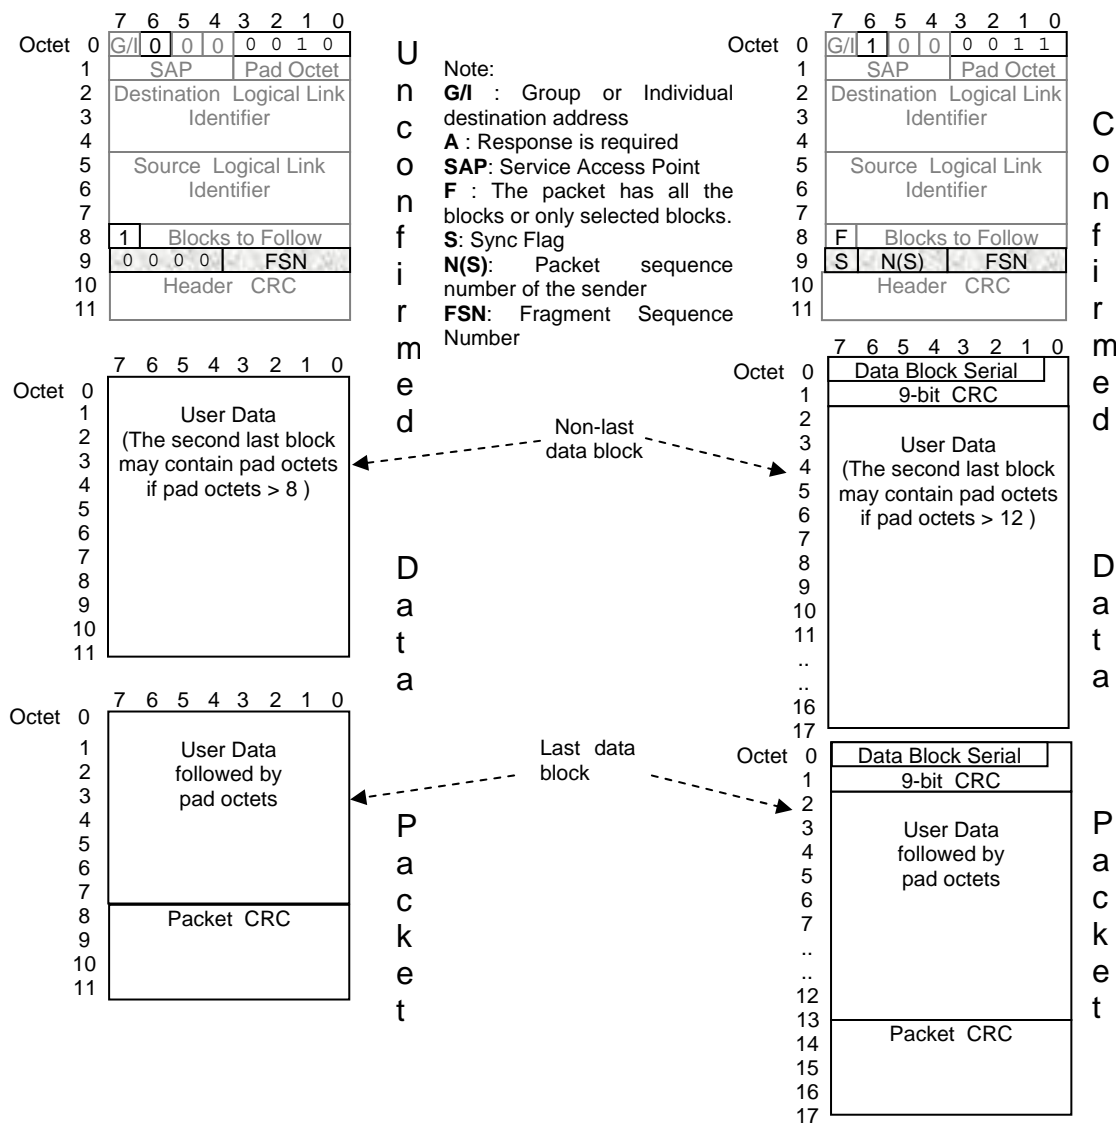 7 6 5 4 3 2 1 0
Octet 0 G/I 0 0 0 0 0 1 0
1 SAP Pad Octet
2 Destination Logical Link
3 Identifier
4
5 Source Logical Link
6 Identifier
7
8 1 Blocks to Follow
9 0 0 0 0 FSN
10 Header CRC
11
7 6 5 4 3 2 1 0
Octet 0
1 User Data
2 (The second last block
3 may contain pad octets
4 if pad octets > 8 )
5
6
7
8
9
10
11
7 6 5 4 3 2 1 0
Octet 0
1 User Data
2 followed by
3 pad octets
4
5
6
7
8 Packet CRC
9
10
11
Unconfirmed
Data
Packet
Note:
G/I : Group or Individual
destination address
A : Response is required
SAP: Service Access Point
F : The packet has all the
blocks or only selected blocks.
S: Sync Flag
N(S): Packet sequence
number of the sender
FSN: Fragment Sequence
Number
Non-last
data block
Last data
block
7 6 5 4 3 2 1 0
Octet 0 G/I 1 0 0 0 0 1 1
1 SAP Pad Octet
2 Destination Logical Link
3 Identifier
4
5 Source Logical Link
6 Identifier
7
8 F Blocks to Follow
9 S N(S) FSN
10 Header CRC
11
7 6 5 4 3 2 1 0
Octet 0 Data Block Serial
1 9-bit CRC
2
3 User Data
4 (The second last block
5 may contain pad octets
6 if pad octets > 12 )
7
8
9
10
11
..
..
16
17
Octet 0 Data Block Serial
1 9-bit CRC
2
3 User Data
4 followed by
5 pad octets
6
7
..
..
12
13
14 Packet CRC
15
16
17
Confirmed
Data
Packet